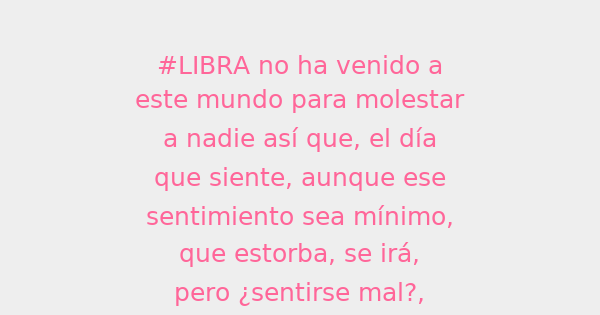 #LIBRA no ha venido a
este mundo para molestar
a nadie así que, el día
que siente, aunque ese
sentimiento sea mínimo,
que estorba, se irá,
pero ¿sentirse mal?,